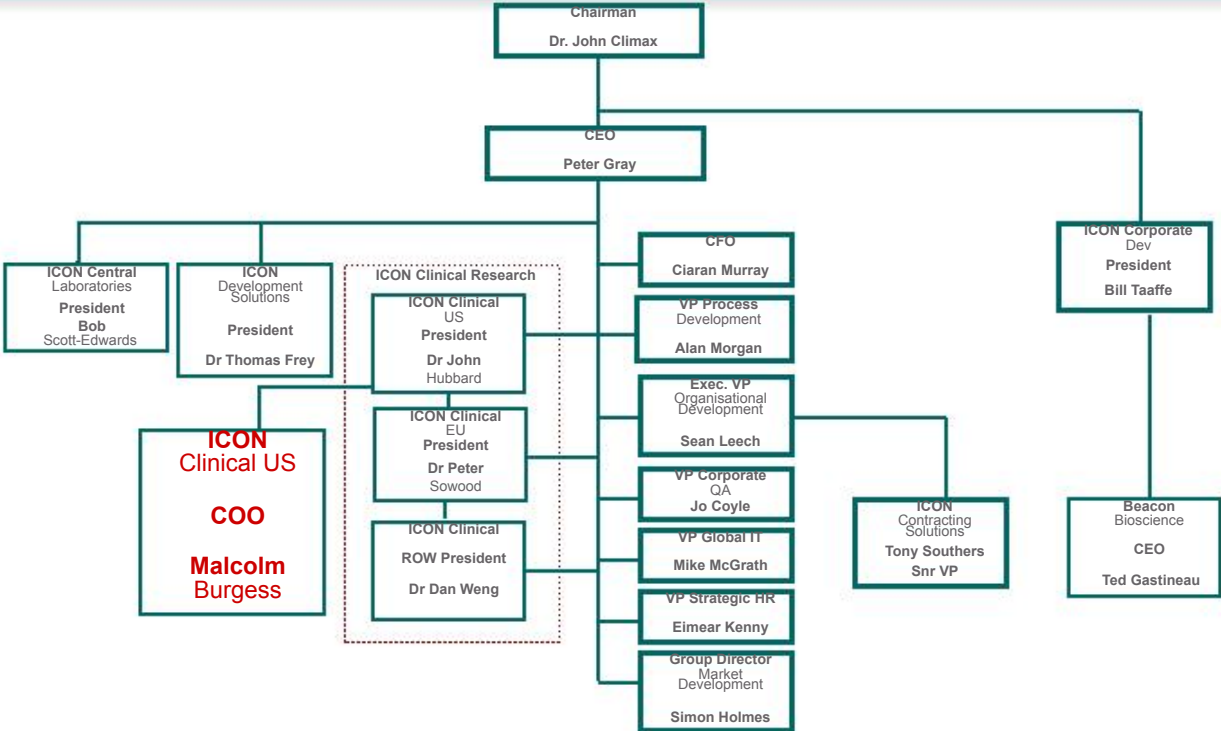 Chairman
Dr. John Climax
CEO
Peter Gray
ICON Central
Laboratories
President
Bob
Scott-Edwards
ICON
Development
Solutions
President
Dr Thomas Frey
ICON Clinical Research
ICON Clinical
US
President
Dr John
Hubbard
ICON Clinical
EU
President
Dr Peter
Sowood
ICON Clinical
ROW President
Dr Dan Weng
ICON
Clinical US
COO
Malcolm
Burgess
CFO
Ciaran Murray
VP Process
Development
Alan Morgan
Exec. VP
Organisational
Development
Sean Leech
VP Corporate
QA
Jo Coyle
VP Global IT
Mike McGrath
VP Strategic HR
Eimear Kenny
Group Director
Market
Development
Simon Holmes
ICON
Contracting
Solutions
Tony Southers
Snr VP
ICON Corporate
Dev
President
Bill Taaffe
Beacon
Bioscience
CEO
Ted Gastineau